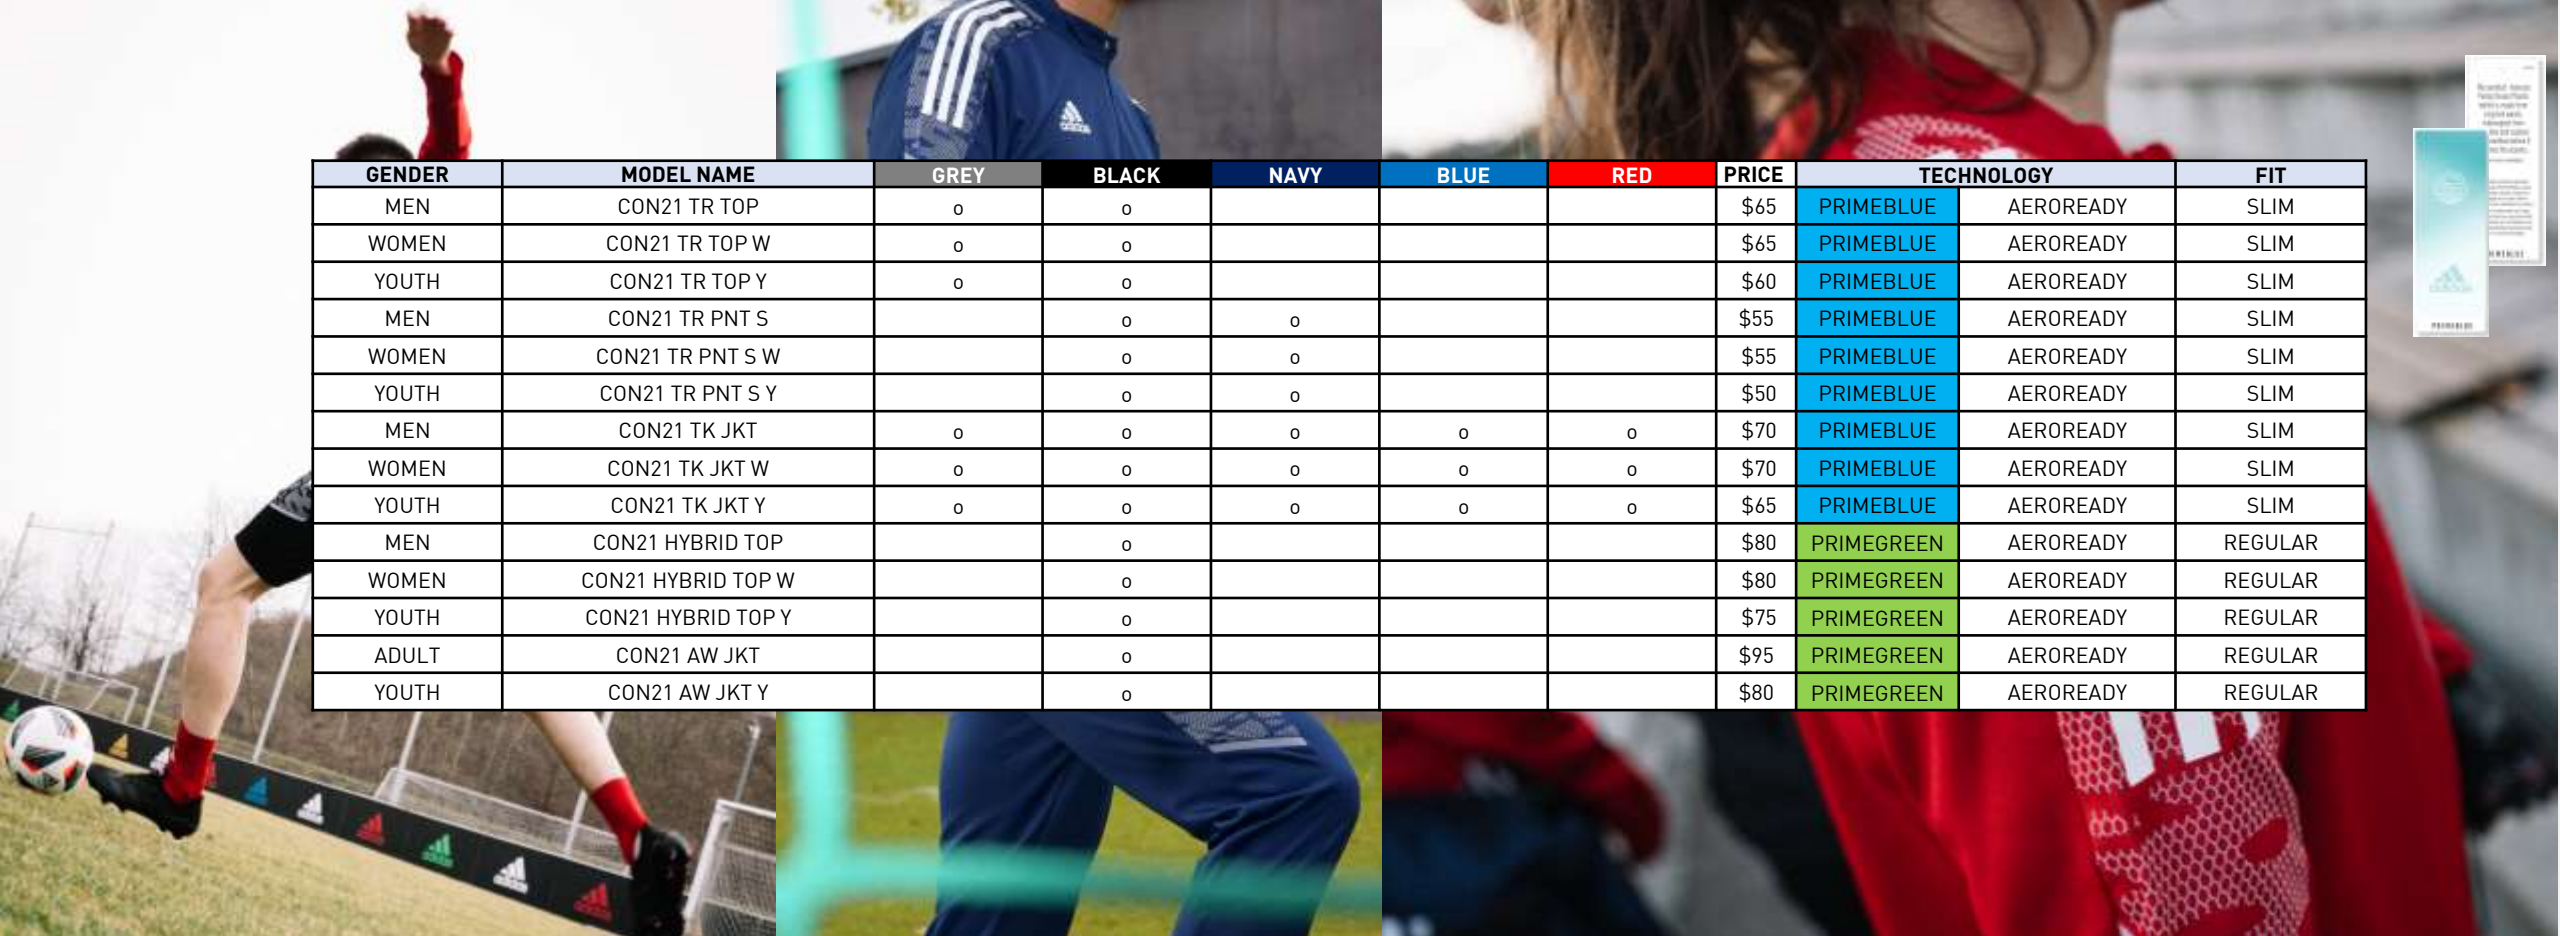 GENDER MODEL NAME GREY BLACK NAVY BLUE RED PRICE TECHNOLOGY FIT
MEN CON21 TR TOP o o $65 PRIMEBLUE AEROREADY SLIM
WOMEN CON21 TR TOP W o o $65 PRIMEBLUE AEROREADY SLIM
YOUTH CON21 TR TOP Y o o $60 PRIMEBLUE AEROREADY SLIM
MEN CON21 TR PNT S o o $55 PRIMEBLUE AEROREADY SLIM
WOMEN CON21 TR PNT S W o o $55 PRIMEBLUE AEROREADY SLIM
YOUTH CON21 TR PNT S Y o o $50 PRIMEBLUE AEROREADY SLIM
MEN CON21 TK JKT o o o o o $70 PRIMEBLUE AEROREADY SLIM
WOMEN CON21 TK JKT W o o o o o $70 PRIMEBLUE AEROREADY SLIM
YOUTH CON21 TK JKT Y o o o o o $65 PRIMEBLUE AEROREADY SLIM
MEN CON21 HYBRID TOP o $80 PRIMEGREEN AEROREADY REGULAR
WOMEN CON21 HYBRID TOP W o $80 PRIMEGREEN AEROREADY REGULAR
YOUTH CON21 HYBRID TOP Y o $75 PRIMEGREEN AEROREADY REGULAR
ADULT CON21 AW JKT o $95 PRIMEGREEN AEROREADY REGULAR
YOUTH CON21 AW JKT Y o $80 PRIMEGREEN AEROREADY REGULAR
PRIMEBLUE